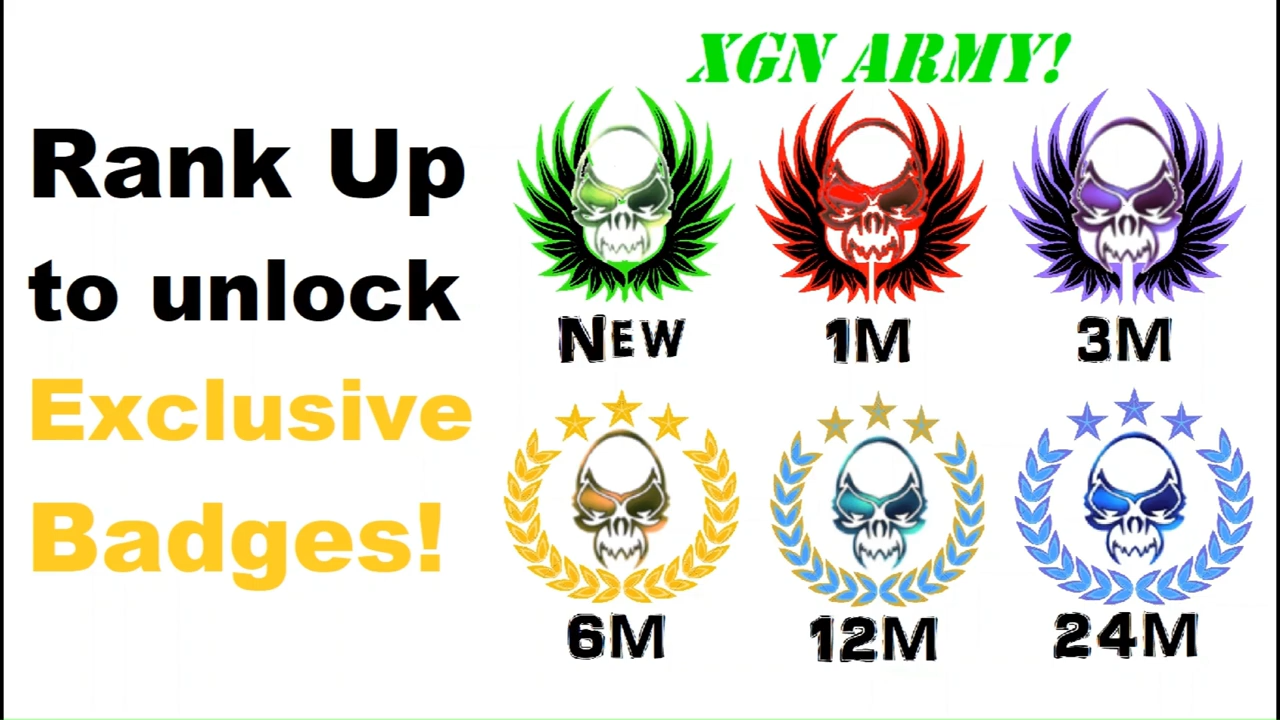 Rank Up
to unlock
Exclusive
Badges!
XGN ARMY!
New
1M
3M
6M
12M
24M